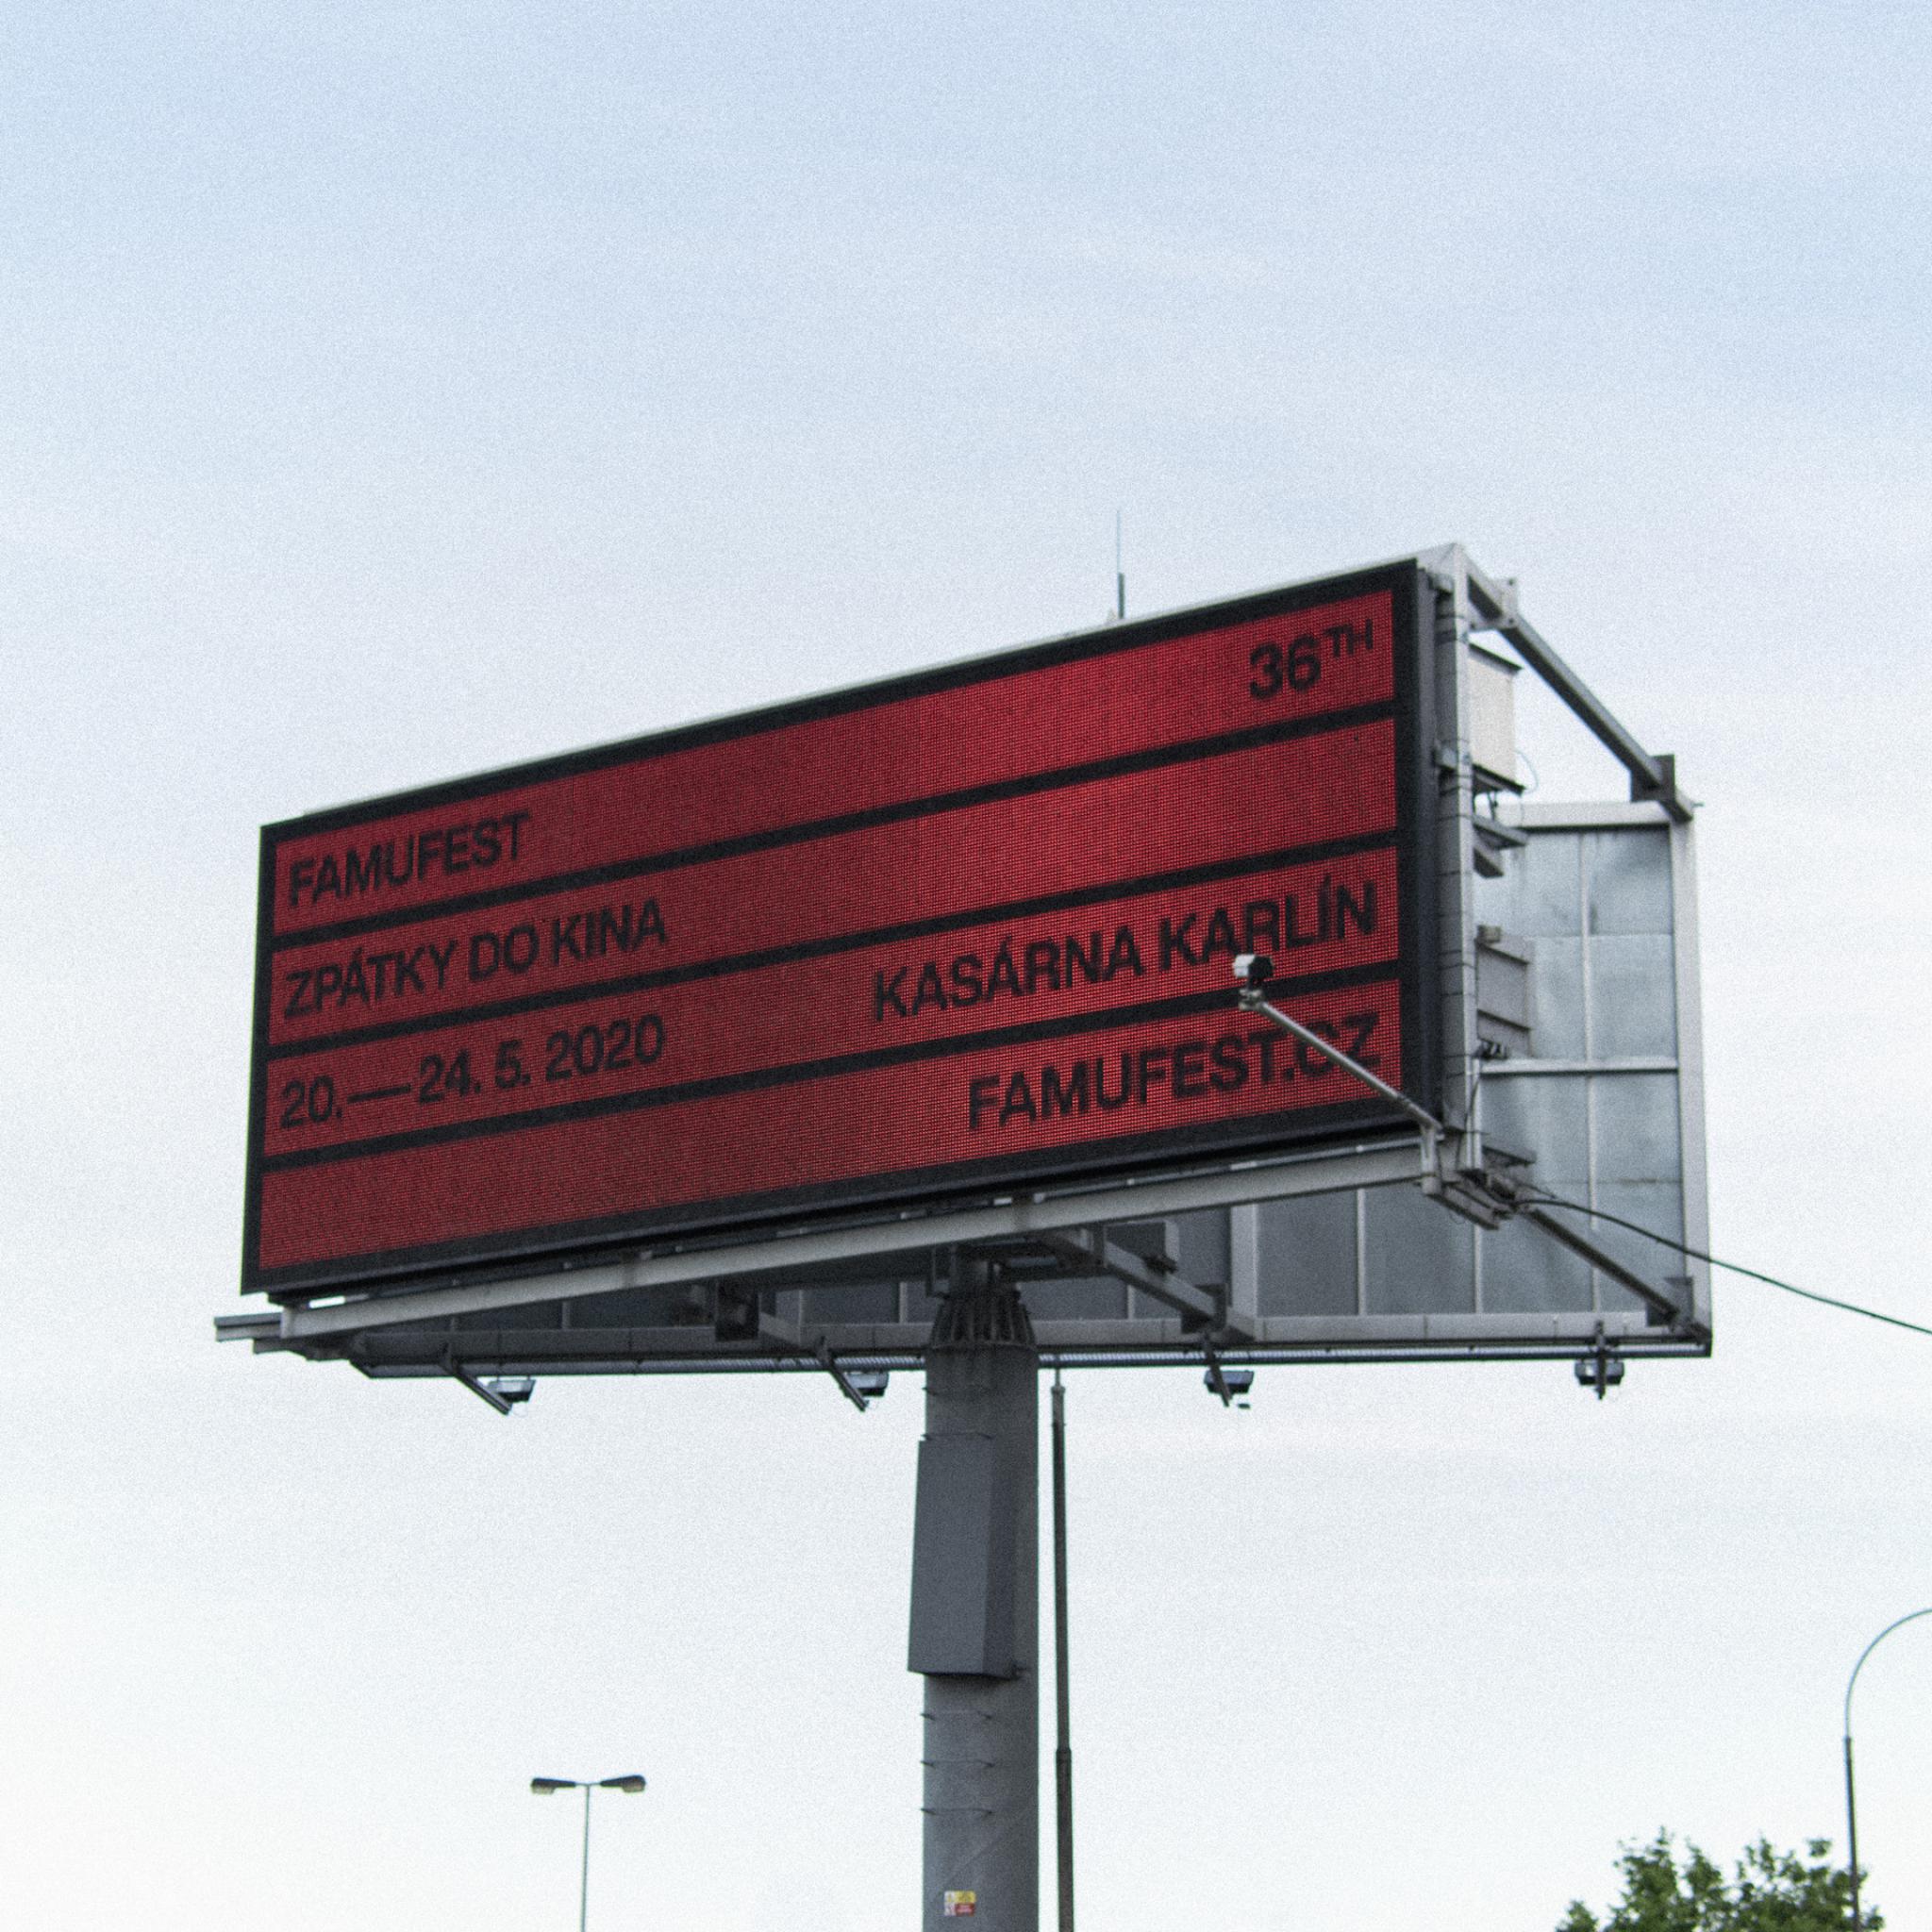 FAMUFEST 36TH
ZPÁTKY DO KINA
20.—24. 5. 2020 KASÁRNA KARLÍN
FAMUFEST.CZ